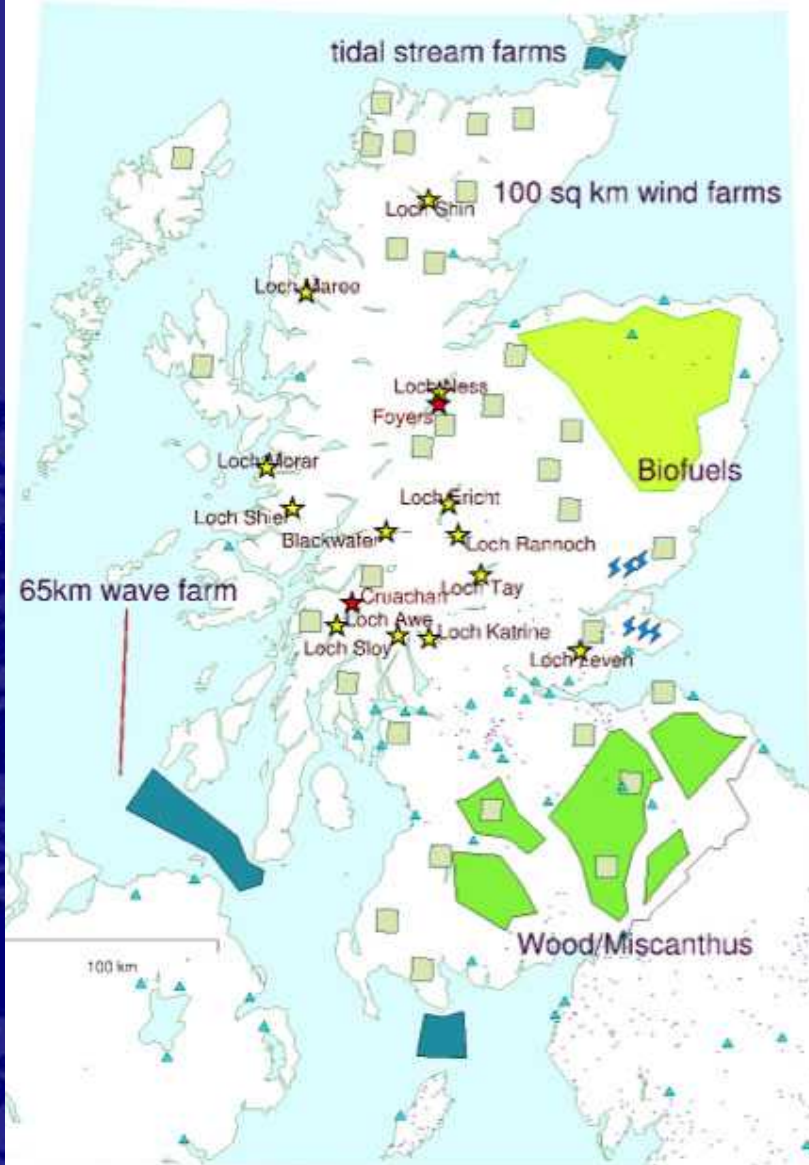 tidal stream farms
100 sq km wind farms
Loch Shin
Loch Maree
Loch Ness
Foyers
Biofuels
Loch Morar
Loch Ericht
Loch Shiel
Blackwater
Loch Rannoch
65km wave farm
Loch Tay
Cruachan
Loch Awe
Loch Katrine
Loch Sloy
Loch Leven
Wood/Miscanthus
100 km